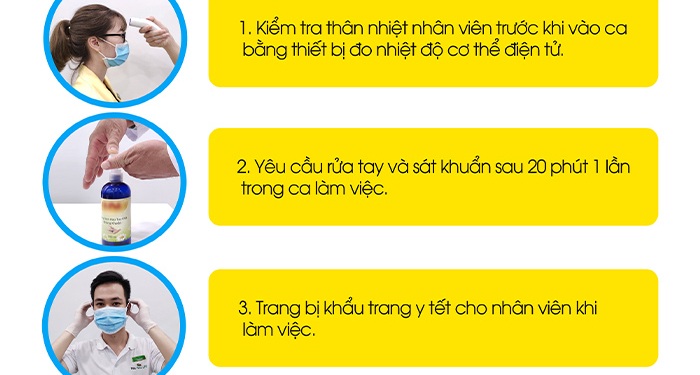 1. Kiểm tra thân nhiệt nhân viên trước khi vào ca
bằng thiết bị đo nhiệt độ cơ thể điện tử.
2. Yêu cầu rửa tay và sát khuẩn sau 20 phút 1 lần
trong ca làm việc.
3. Trang bị khẩu trang y tết cho nhân viên khi
làm việc.